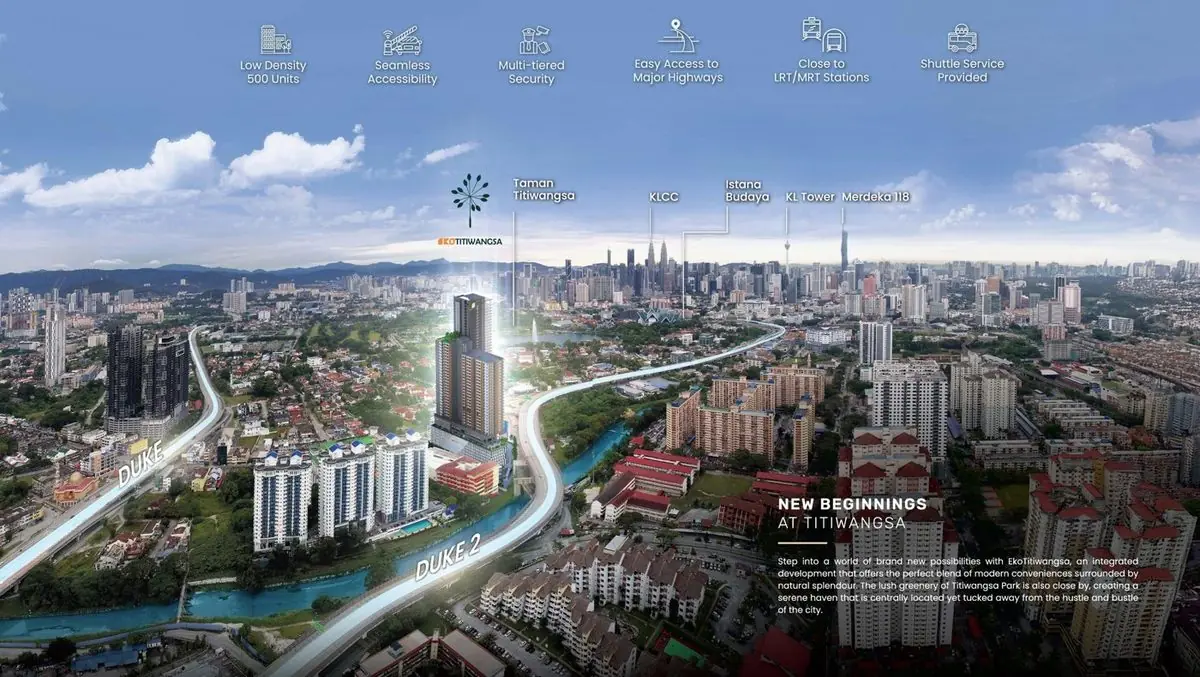 Low Density
500 Units
Seamless
Accessibility
Multi-tiered
Security
Easy Access to
Major Highways
Close to
LRT/MRT Stations
Shuttle Service
Provided
EKOTITIWANGSA
Taman
Titiwangsa
KLCC
Istana
Budaya
KL Tower
Merdeka 118
DUKE
DUKE 2
NEW BEGINNINGS
AT TITIWANGSA
Step into a world of brand new possibilities with EkoTitiwangsa, an integrated
development that offers the perfect blend of modern conveniences surrounded by
natural splendour. The lush greenery of Titiwangsa Park is also close by, creating a
serene haven that is centrally located yet tucked away from the hustle and bustle
of the city.